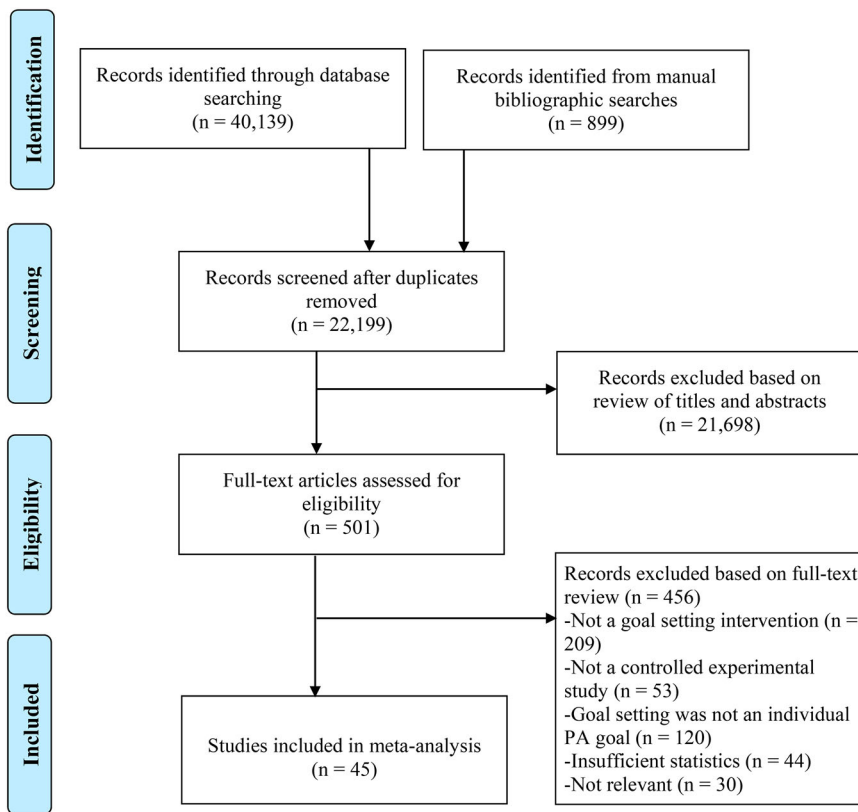 Identification
Records identified through database
searching
(n = 40,139)
Records identified from manual
bibliographic searches
(n = 899)
Screening
Records screened after duplicates
removed
(n = 22,199)
Records excluded based on
review of titles and abstracts
(n = 21,698)
Eligibility
Full-text articles assessed for
eligibility
(n = 501)
Records excluded based on full-text
review (n = 456)
-Not a goal setting intervention (n =
209)
-Not a controlled experimental
study (n = 53)
-Goal setting was not an individual
PA goal (n = 120)
-Insufficient statistics (n = 44)
-Not relevant (n = 30)
Included
Studies included in meta-analysis
(n = 45)